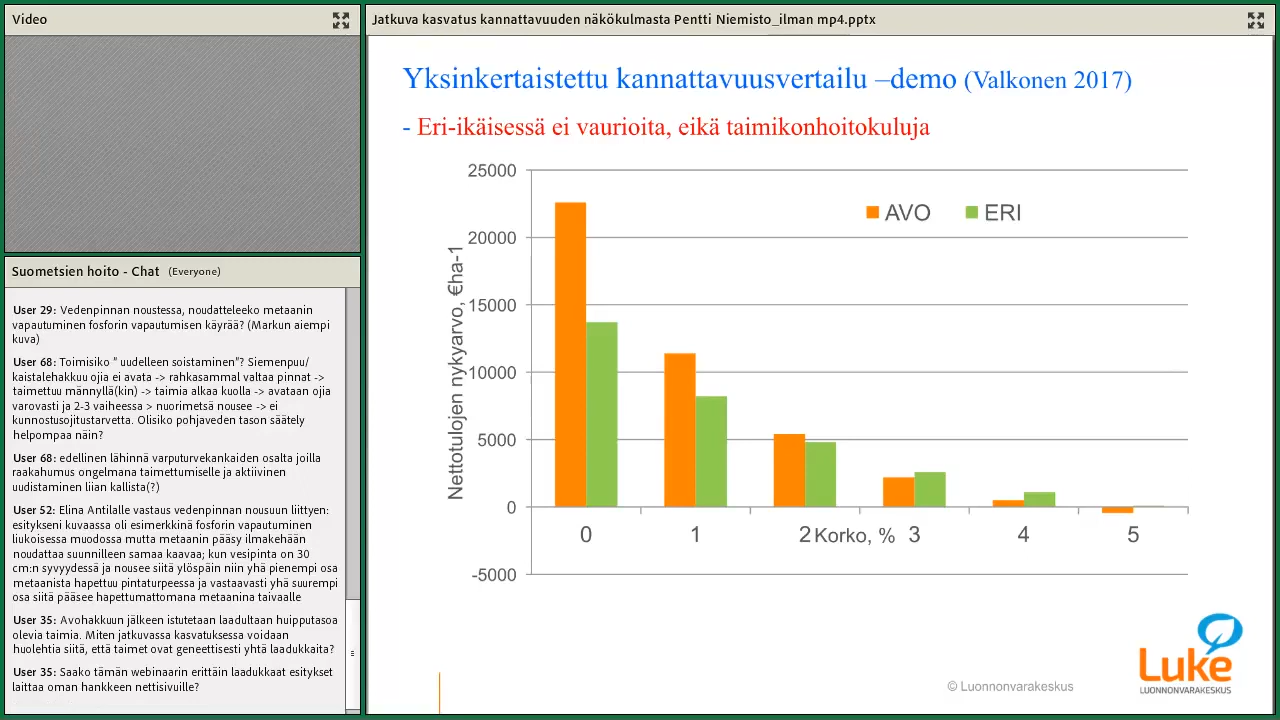 Video
Suometsien hoito - Chat (Everyone)
User 29: Vedenpinnan noustessa, noudatteleeko metaanin
vapautuminen fosforin vapautumisen käyrää? (Markun aiempi
kuva)
User 68: Toimisiko " uudelleen soistaminen"? Siemenpuu/
kaistalehakkuu ojia ei avata -> rahkasammal valtaa pinnat ->
taimettuu männyllä(kin) -> taimia alkaa kuolla -> avataan ojia
varovasti ja 2-3 vaiheessa > nuorimetsä nousee -> ei
kunnostusojitustarvetta. Olisiko pohjaveden tason säätely
helpompaa näin?
User 68: edellinen lähinnä varputurvekankaiden osalta joilla
raakahumus ongelmana taimettumiselle ja aktiivinen
uudistaminen liian kallista(?)
User 52: Elina Antilalle vastaus vedenpinnan nousuun liittyen:
esitykseni kuvaassa oli esimerkkinä fosforin vapautuminen
liukoisessa muodossa mutta metaanin pääsy ilmakehään
noudattaa suunnilleen samaa kaavaa; kun vesipinta on 30
cm:n syvyydessä ja nousee siitä ylöspäin niin yhä pienempi osa
metaanista hapettuu pintaturpeessa ja vastaavasti yhä suurempi
osa siitä pääsee hapettumattomana metaanina taivaalle
User 35: Avohakkuun jälkeen istutetaan laadultaan huipputasoa
olevia taimia. Miten jatkuvassa kasvatuksessa voidaan
huolehtia siitä, että taimet ovat geneettisesti yhtä laadukkaita?
User 35: Saako tämän webinaarin erittäin laadukkaat esitykset
laittaa oman hankkeen nettisivuille?
Jatkuva kasvatus kannattavuuden näkökulmasta Pentti Niemisto_ilman mp4.pptx
Yksinkertaistettu kannattavuusvertailu –demo (Valkonen 2017)
- Eri-ikäisessä ei vaurioita, eikä taimikonhoitokuluja
AVO ERI
Nettotulojen nykyarvo, €ha-1
25000
20000
15000
10000
5000
0
-5000
0 1 2 Korko, % 3 4 5
© Luonnonvarakeskus
Luke
LUONNONVARAKESKUS